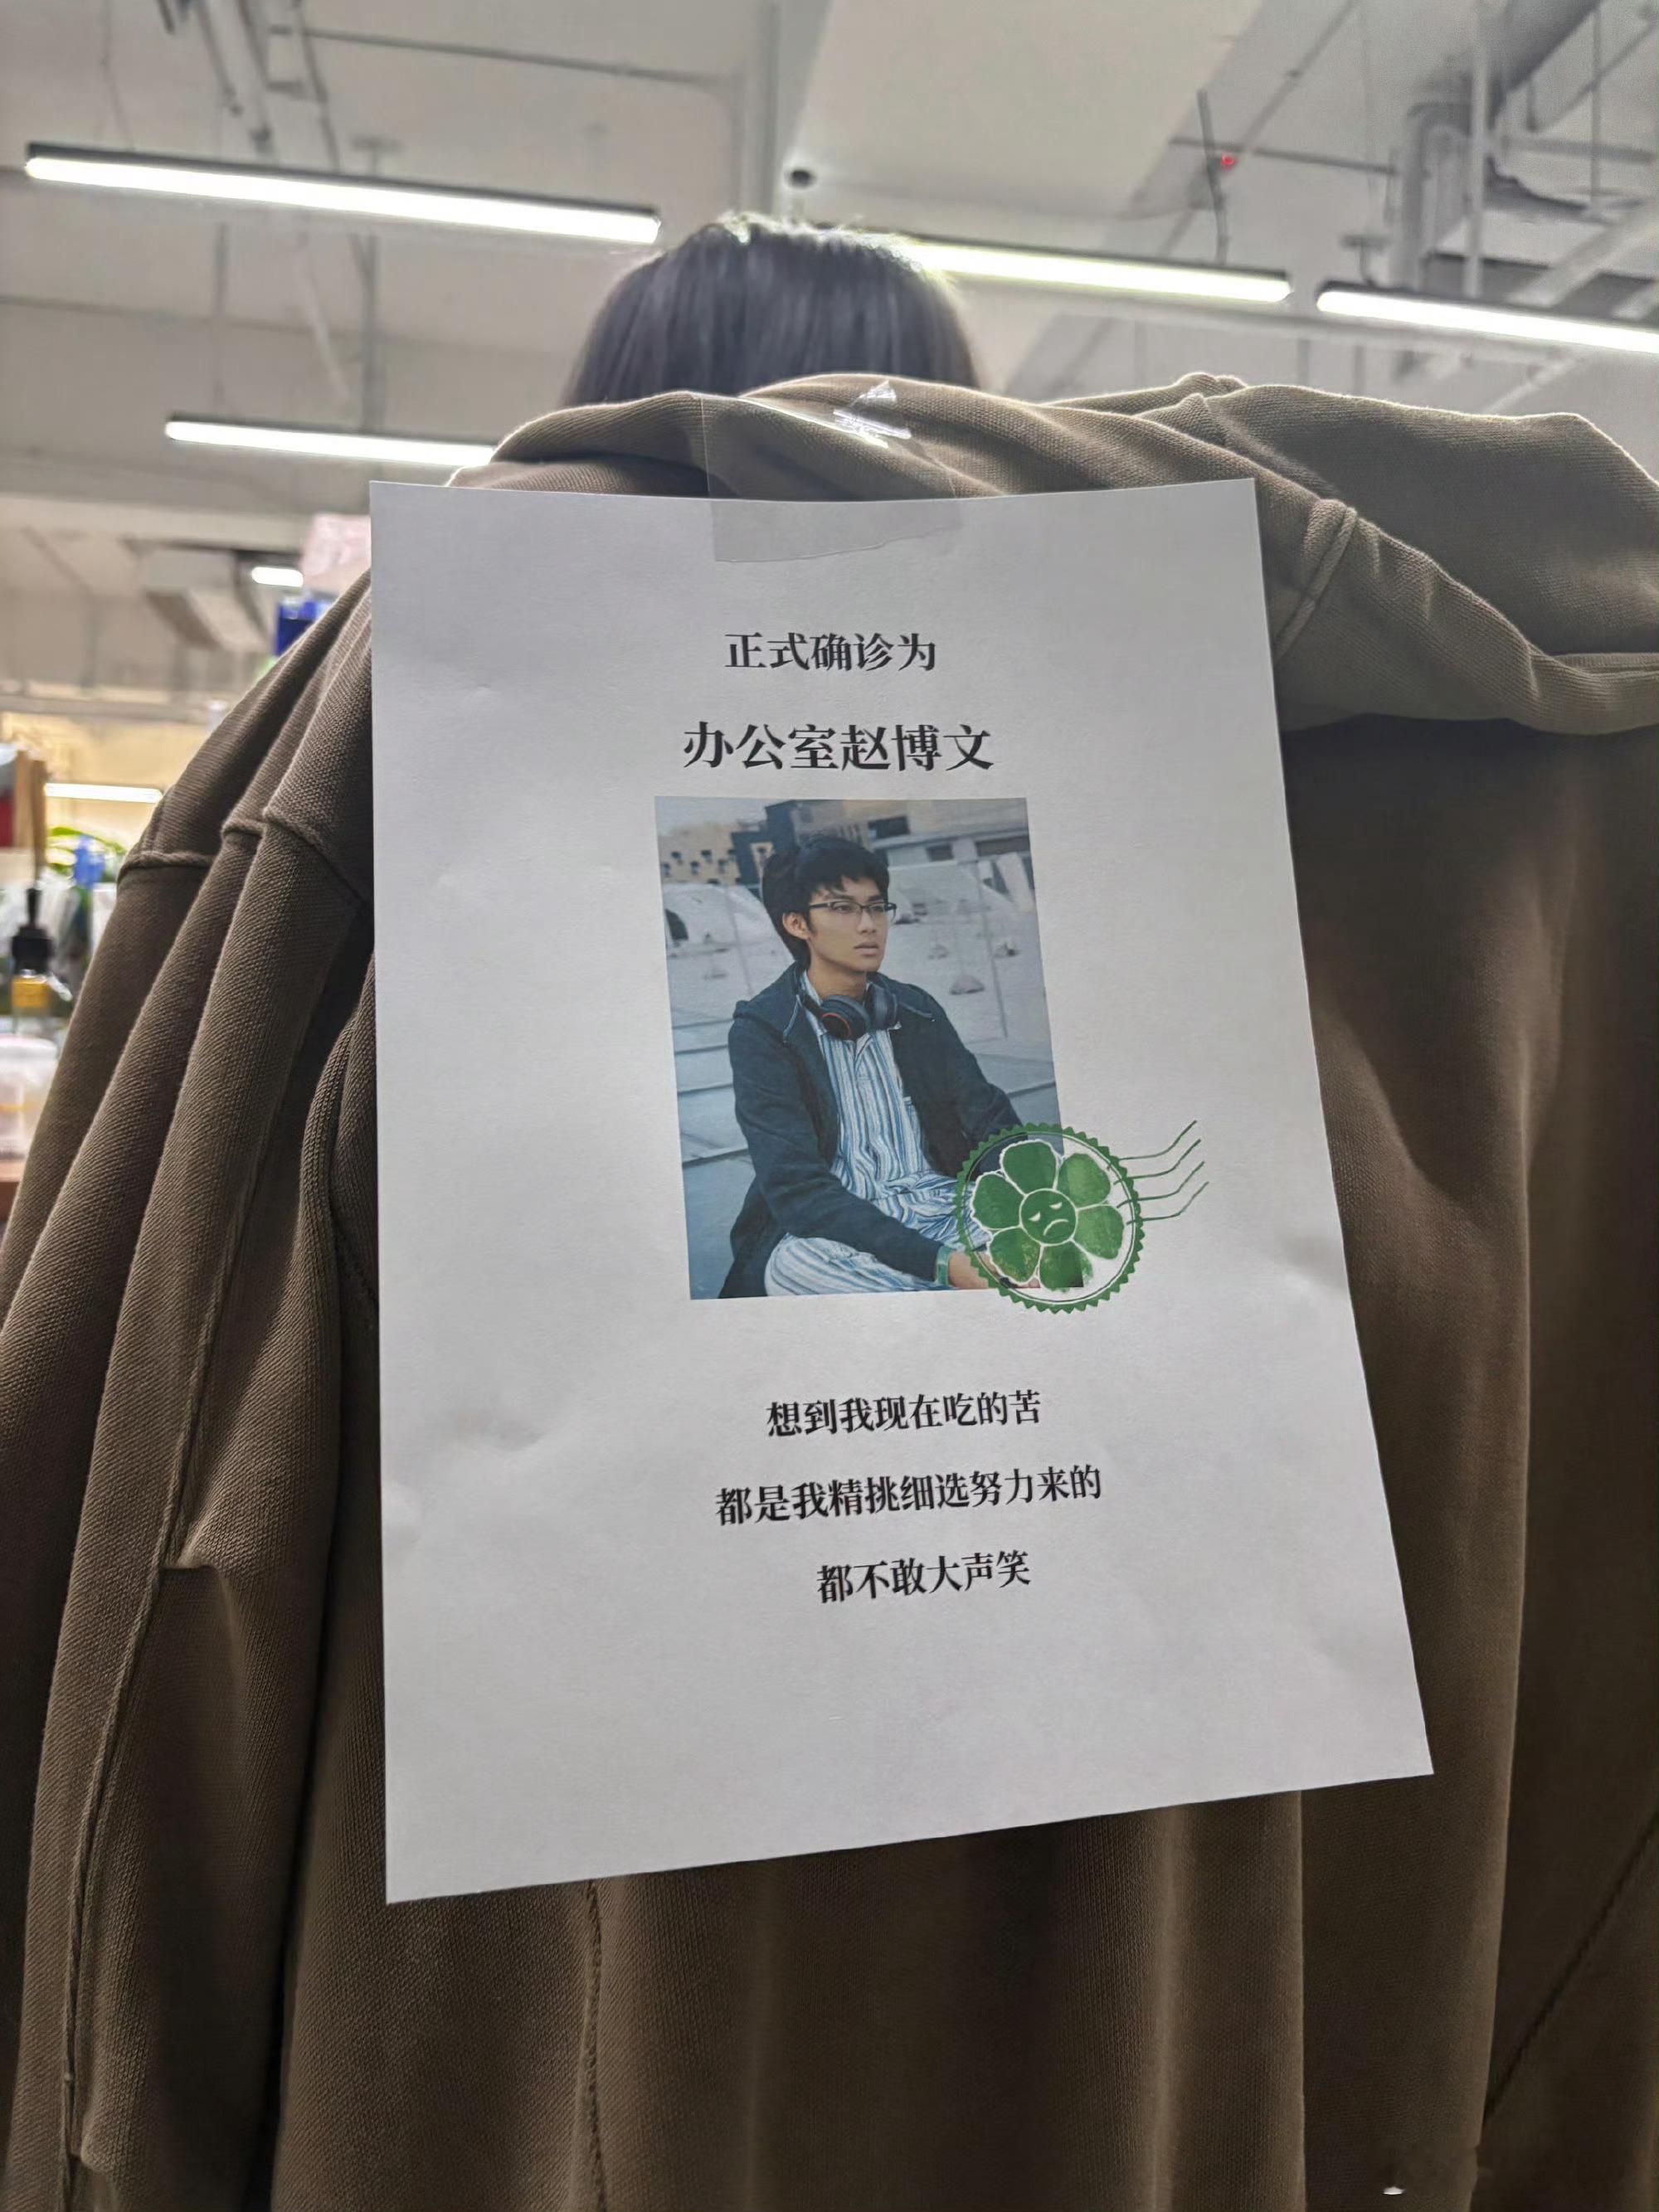 正式确诊为
办公室赵博文
想到我现在吃的苦
都是我精挑细选努力来的
都不敢大声笑